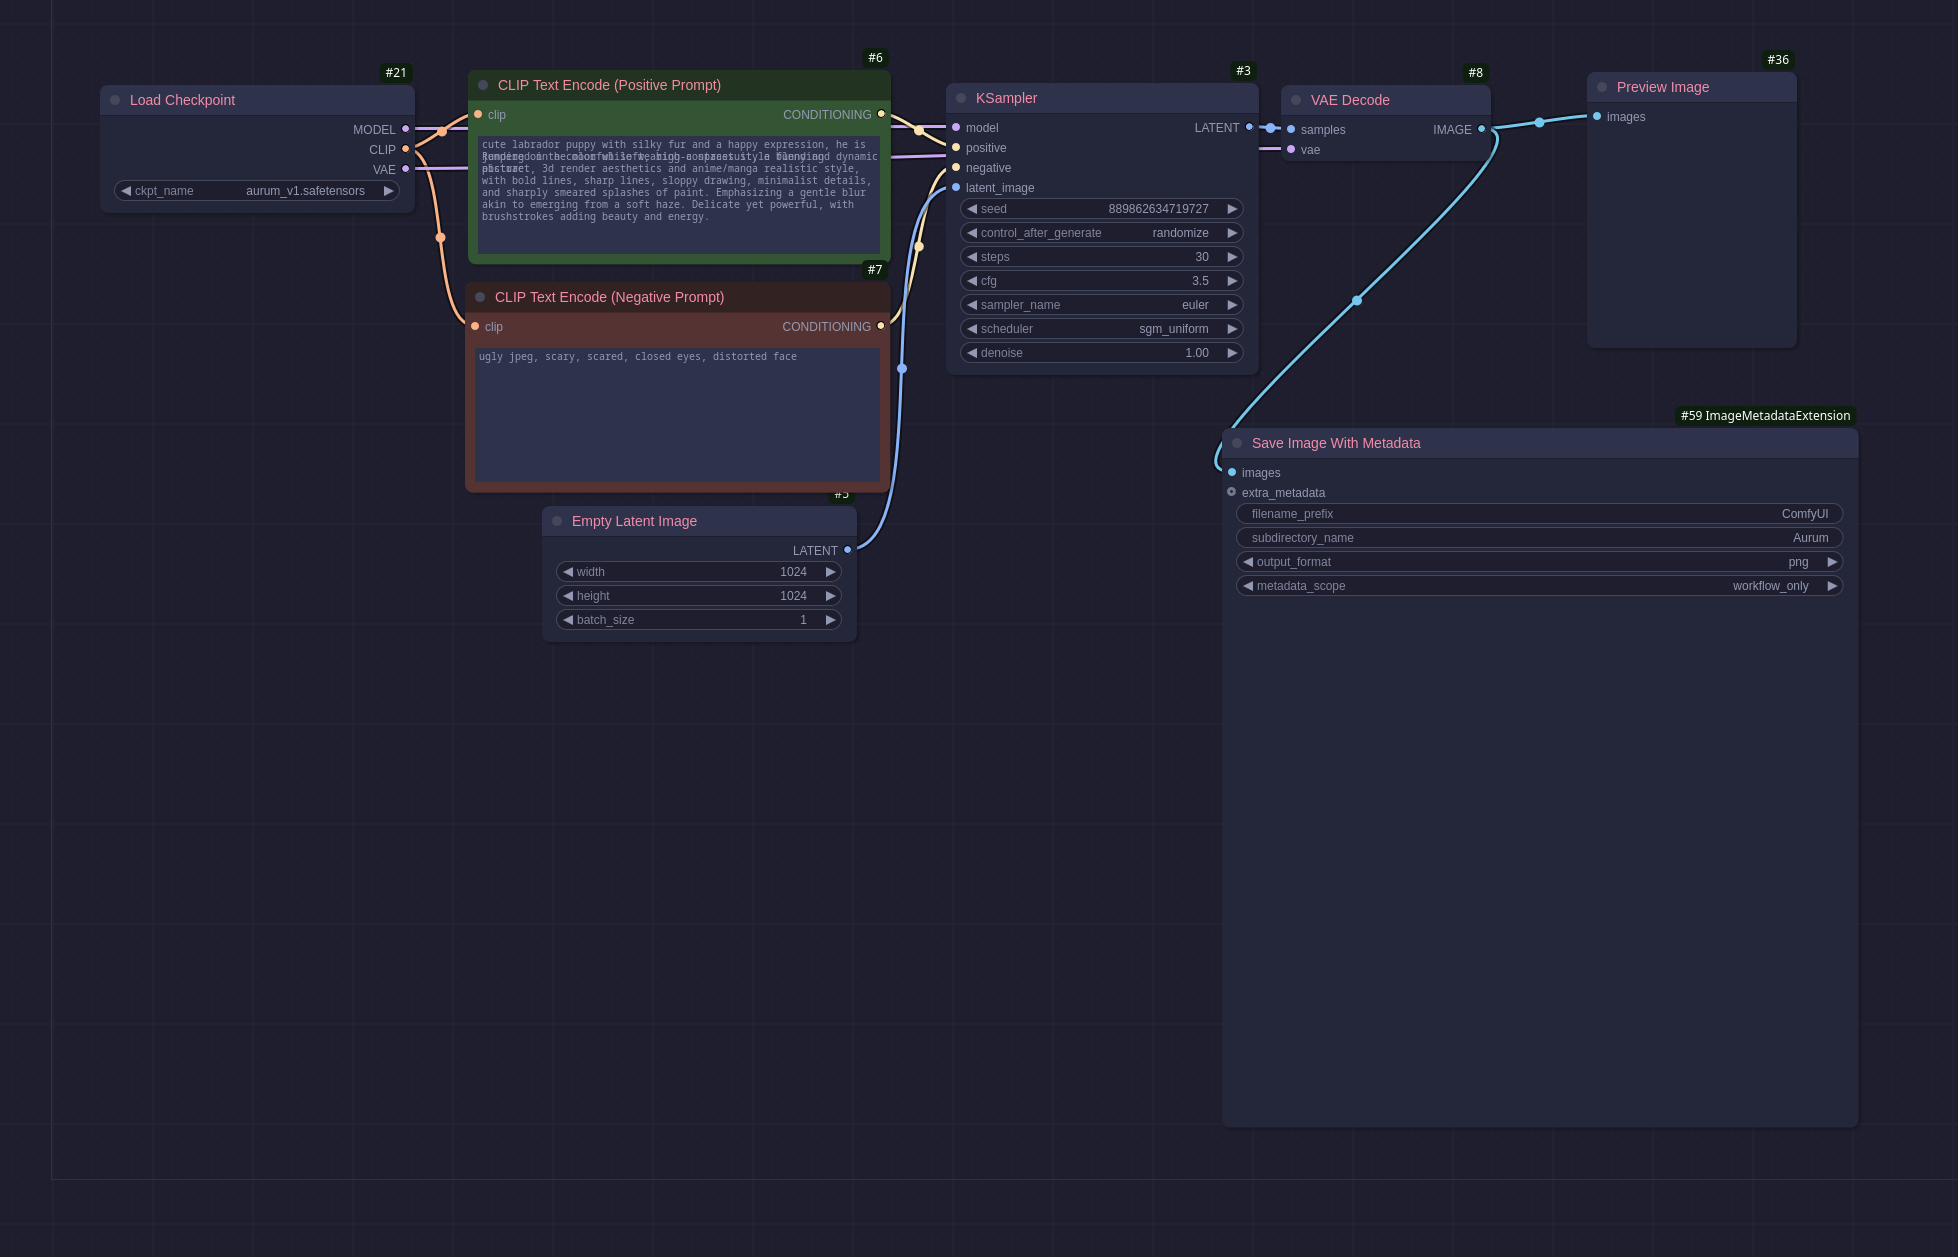 #21
Load Checkpoint
MODEL
CLIP
VAE
ckpt_name aurum_v1.safetensors
#6
CLIP Text Encode (Positive Prompt)
clip CONDITIONING
cute labrador puppy with silky fur and a happy expression, he is
and dynamic
, 3d render aesthetics and anime/manga realistic style,
with bold lines, sharp lines, sloppy drawing, minimalist details,
and sharply smeared splashes of paint. Emphasizing a gentle blur
akin to emerging from a soft haze. Delicate yet powerful, with
brushstrokes adding beauty and energy.
#7
CLIP Text Encode (Negative Prompt)
clip CONDITIONING
ugly jpeg, scary, scared, closed eyes, distorted face
#5
Empty Latent Image
LATENT
width 1024
height 1024
batch_size 1
#3
KSampler
model LATENT
positive
negative
latent_image
seed 889862634719727
control_after_generate randomize
steps 30
cfg 3.5
sampler_name euler
scheduler sgm_uniform
denoise 1.00
#8
VAE Decode
samples IMAGE
vae
#36
Preview Image
images
#59 ImageMetadataExtension
Save Image With Metadata
images
extra_metadata
filename_prefix ComfyUI
subdirectory_name Aurum
output_format png
metadata_scope workflow_only